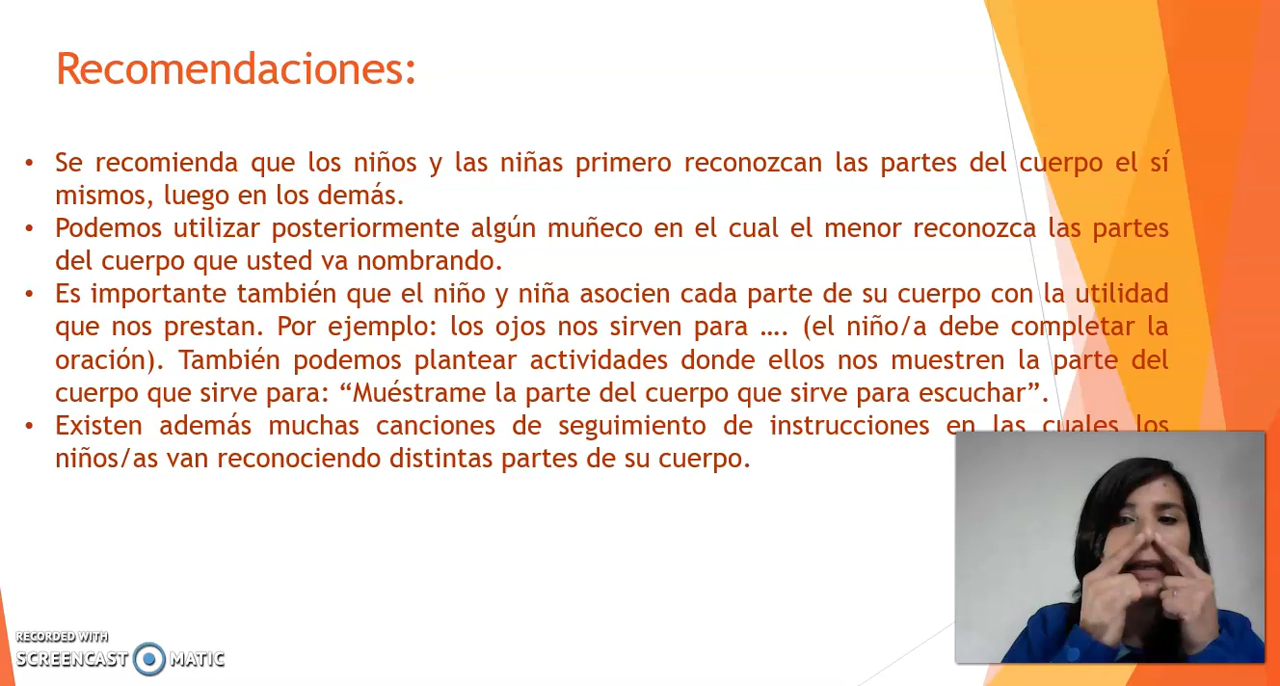 Recomendaciones:
• Se recomienda que los niños y las niñas primero reconozcan las partes del cuerpo el sí
mismos, luego en los demás.
• Podemos utilizar posteriormente algún muñeco en el cual el menor reconozca las partes
del cuerpo que usted va nombrando.
• Es importante también que el niño y niña asocien cada parte de su cuerpo con la utilidad
que nos prestan. Por ejemplo: los ojos nos sirven para …. (el niño/a debe completar la
oración). También podemos plantear actividades donde ellos nos muestren la parte del
cuerpo que sirve para: “Muéstrame la parte del cuerpo que sirve para escuchar”.
• Existen además muchas canciones de seguimiento de instrucciones en las cuales los
niños/as van reconociendo distintas partes de su cuerpo.
RECORDED WITH
SCREENCAST MATIC